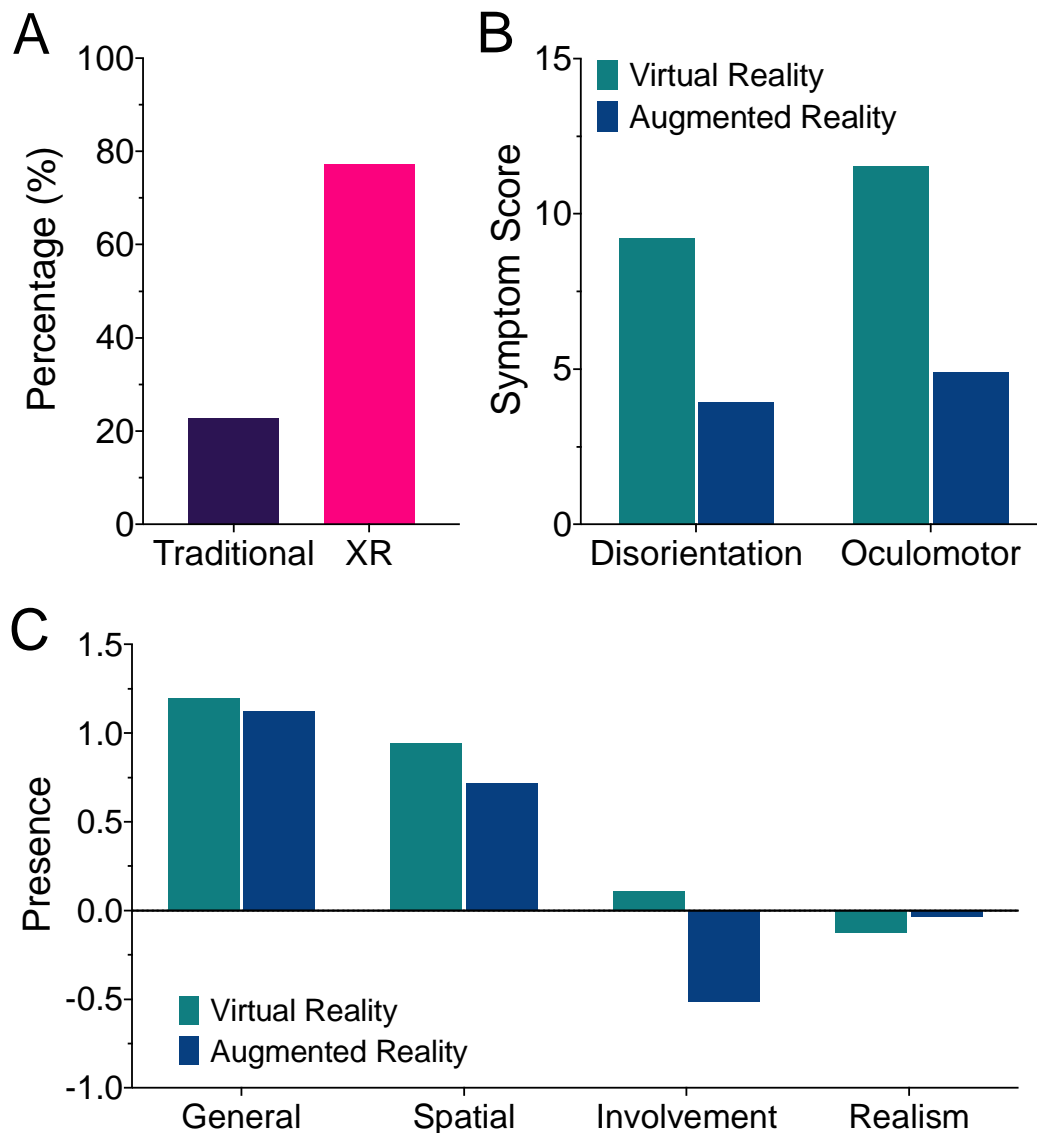 A
Percentage (%)
100
80
60
40
20
0
Traditional
XR
B
Symptom Score
15
10
5
0
Virtual Reality
Augmented Reality
Disorientation
Oculomotor
C
Presence
1.5
1.0
0.5
0.0
-0.5
-1.0
Virtual Reality
Augmented Reality
General
Spatial
Involvement
Realism